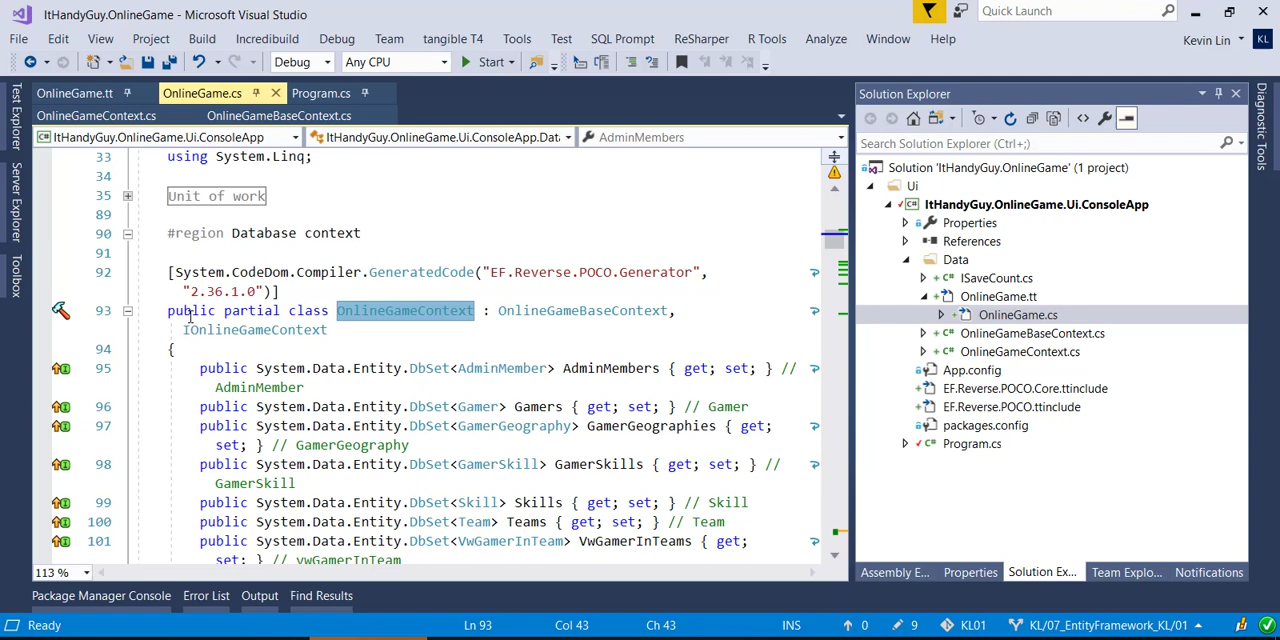 ItHandyGuy.OnlineGame - Microsoft Visual Studio
Quick Launch
File Edit View Project Build Incredibuild Debug Team tangible T4 Tools Test SQL Prompt ReSharper R Tools Analyze Window Help
Kevin Lin KL
Debug Any CPU Start
OnlineGame.tt OnlineGame.cs Program.cs
OnlineGameContext.cs OnlineGameBaseContext.cs
ItHandyGuy.OnlineGame.Ui.ConsoleApp ItHandyGuy.OnlineGame.Ui.ConsoleApp.Dat AdminMembers
Test Explorer
Server Explorer
Toolbox
33 using System.Linq;
34
35 Unit of work
89
90 #region Database context
91
92 [System.CodeDom.Compiler.GeneratedCode("EF.Reverse.POCO.Generator",
"2.36.1.0")]
93 public partial class OnlineGameContext : OnlineGameBaseContext,
IOnlineGameContext
94 {
95 public System.Data.Entity.DbSet<AdminMember> AdminMembers { get; set; } //
AdminMember
96 public System.Data.Entity.DbSet<Gamer> Gamers { get; set; } // Gamer
97 public System.Data.Entity.DbSet<GamerGeography> GamerGeographies { get;
set; } // GamerGeography
98 public System.Data.Entity.DbSet<GamerSkill> GamerSkills { get; set; } //
GamerSkill
99 public System.Data.Entity.DbSet<Skill> Skills { get; set; } // Skill
100 public System.Data.Entity.DbSet<Team> Teams { get; set; } // Team
101 public System.Data.Entity.DbSet<VwGamerInTeam> VwGamerInTeams { get;
set; } // vwGamerInTeam
113 %
Solution Explorer
Search Solution Explorer (Ctrl+;)
Solution 'ItHandyGuy.OnlineGame' (1 project)
Ui
ItHandyGuy.OnlineGame.Ui.ConsoleApp
Properties
References
Data
ISaveCount.cs
OnlineGame.tt
OnlineGame.cs
OnlineGameBaseContext.cs
OnlineGameContext.cs
App.config
EF.Reverse.POCO.Core.ttinclude
EF.Reverse.POCO.ttinclude
packages.config
Program.cs
Assembly E... Properties Solution Ex... Team Explo... Notifications
Diagnostic Tools
Package Manager Console Error List Output Find Results
Ready Ln 93 Col 43 Ch 43 INS 0 9 KL01 KL/07_EntityFramework_KL/01